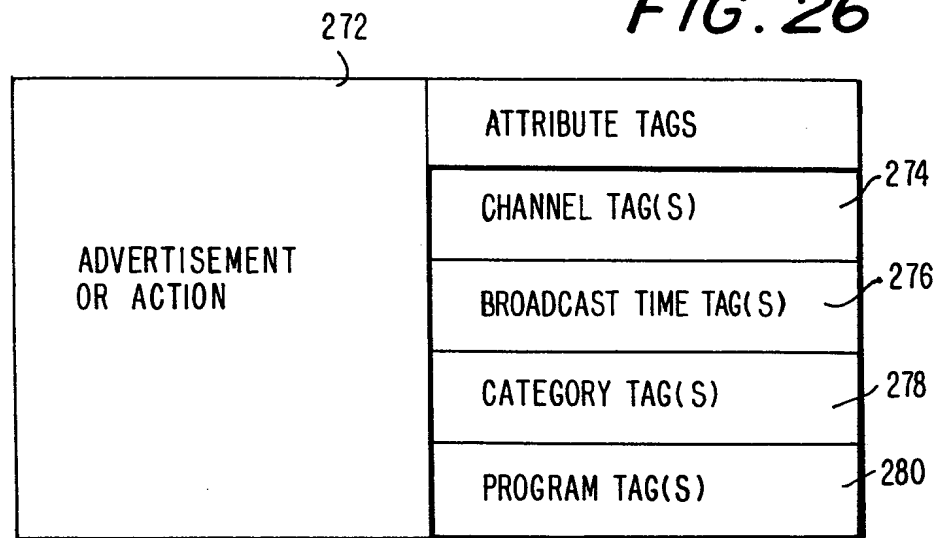 FIG. 26
272
ATTRIBUTE TAGS
274
CHANNEL TAG(S)
ADVERTISEMENT
OR ACTION
276
BROADCAST TIME TAG(S)
278
CATEGORY TAG(S)
280
PROGRAM TAG(S)